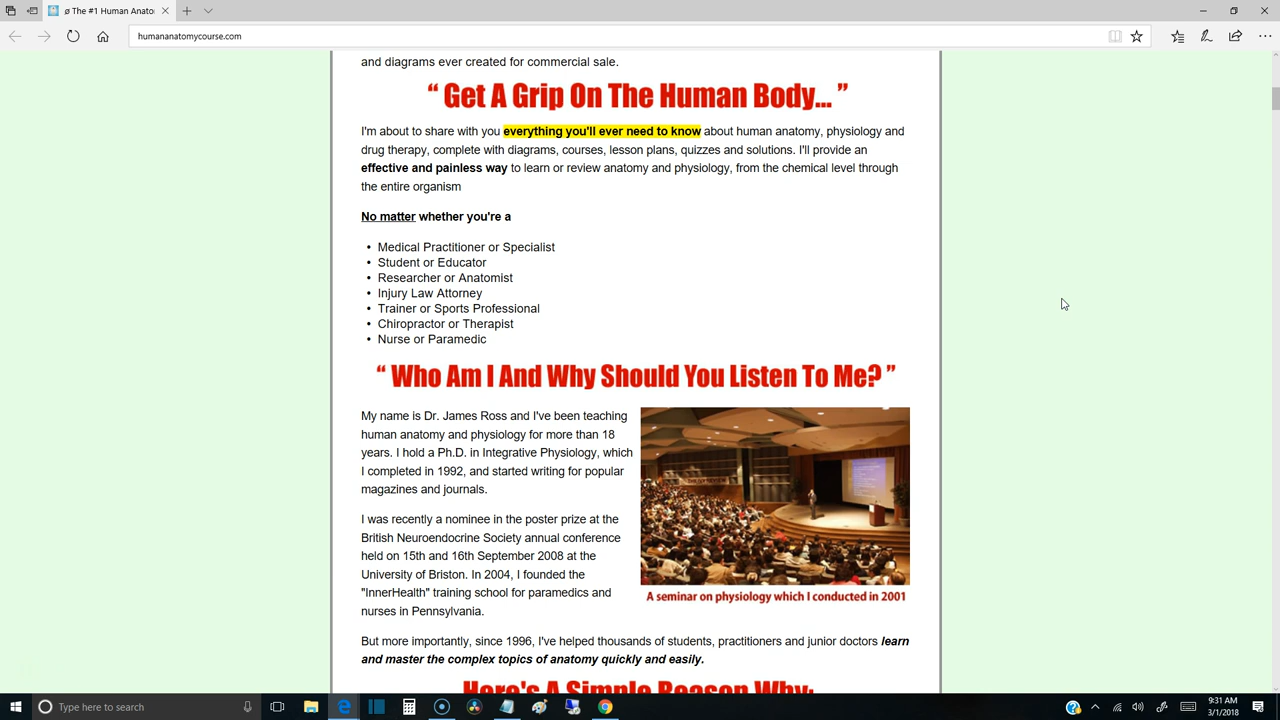 ø The #1 Human Anato
humananatomycourse.com
and diagrams ever created for commercial sale.
“ Get A Grip On The Human Body... ”
I'm about to share with you everything you'll ever need to know about human anatomy, physiology and
drug therapy, complete with diagrams, courses, lesson plans, quizzes and solutions. I'll provide an
effective and painless way to learn or review anatomy and physiology, from the chemical level through
the entire organism
No matter whether you're a
• Medical Practitioner or Specialist
• Student or Educator
• Researcher or Anatomist
• Injury Law Attorney
• Trainer or Sports Professional
• Chiropractor or Therapist
• Nurse or Paramedic
“ Who Am I And Why Should You Listen To Me? ”
My name is Dr. James Ross and I've been teaching
human anatomy and physiology for more than 18
years. I hold a Ph.D. in Integrative Physiology, which
I completed in 1992, and started writing for popular
magazines and journals.
I was recently a nominee in the poster prize at the
British Neuroendocrine Society annual conference
held on 15th and 16th September 2008 at the
University of Briston. In 2004, I founded the
"InnerHealth" training school for paramedics and
nurses in Pennsylvania.
A seminar on physiology which I conducted in 2001
But more importantly, since 1996, I've helped thousands of students, practitioners and junior doctors learn
and master the complex topics of anatomy quickly and easily.
Here's A Simple Reason Why:
Type here to search
9:31 AM
3/1/2018